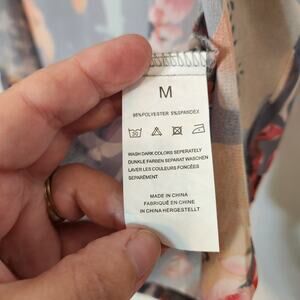 M
95%POLYESTER 5%SPANDEX
30
WASH DARK COLORS SEPERATELY
DUNKLE FARBEN SEPARAT WASCHEN
LAVER LES COULEURS FONCÉES
SEPARÉMENT
MADE IN CHINA
FABRIQUÉ EN CHINE
IN CHINA HERGESTELLT